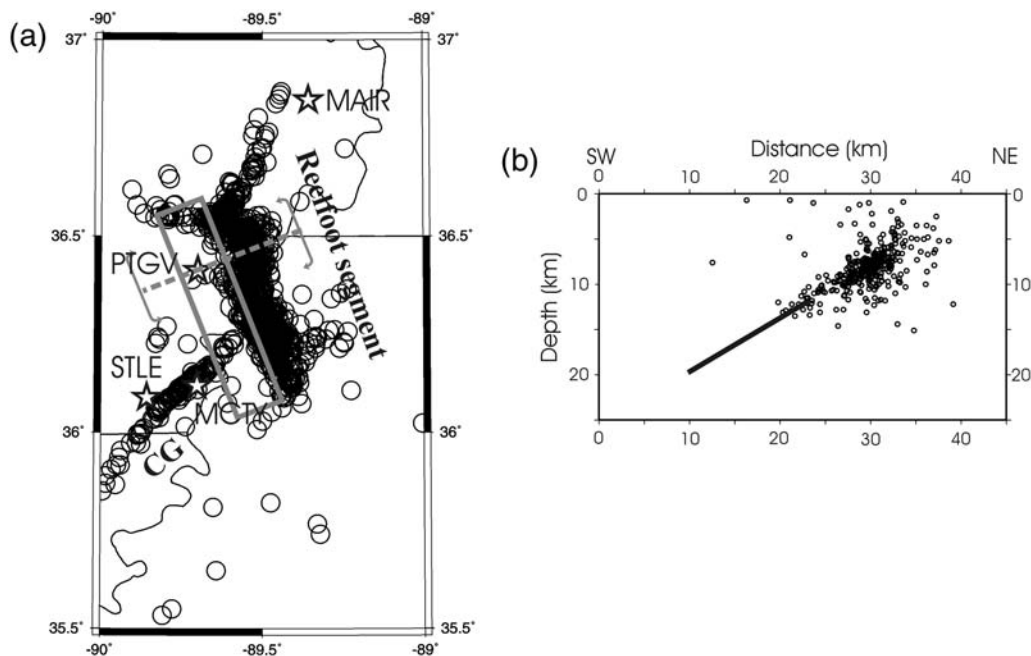 (a)
-90° -89.5° -89°
37° 37°
MAIR
Reelfoot segment
36.5° 36.5°
PTGV
STLE
36° 36°
CG
35.5° 35.5°
-90° -89.5° -89°
(b)
SW Distance (km) NE
0 10 20 30 40
0 0
Depth (km)
10 10
20 20
0 10 20 30 40